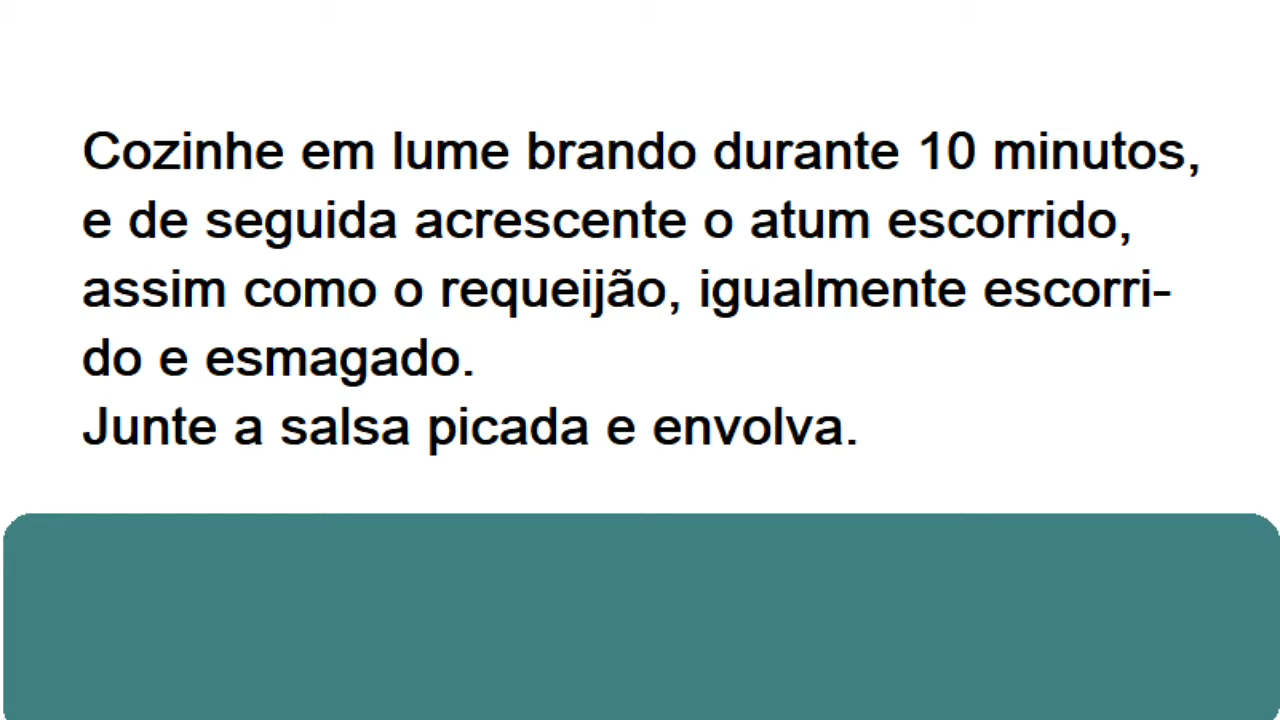 Cozinhe em lume brando durante 10 minutos,
e de seguida acrescente o atum escorrido,
assim como o requeijão, igualmente escorri-
do e esmagado.
Junte a salsa picada e envolva.